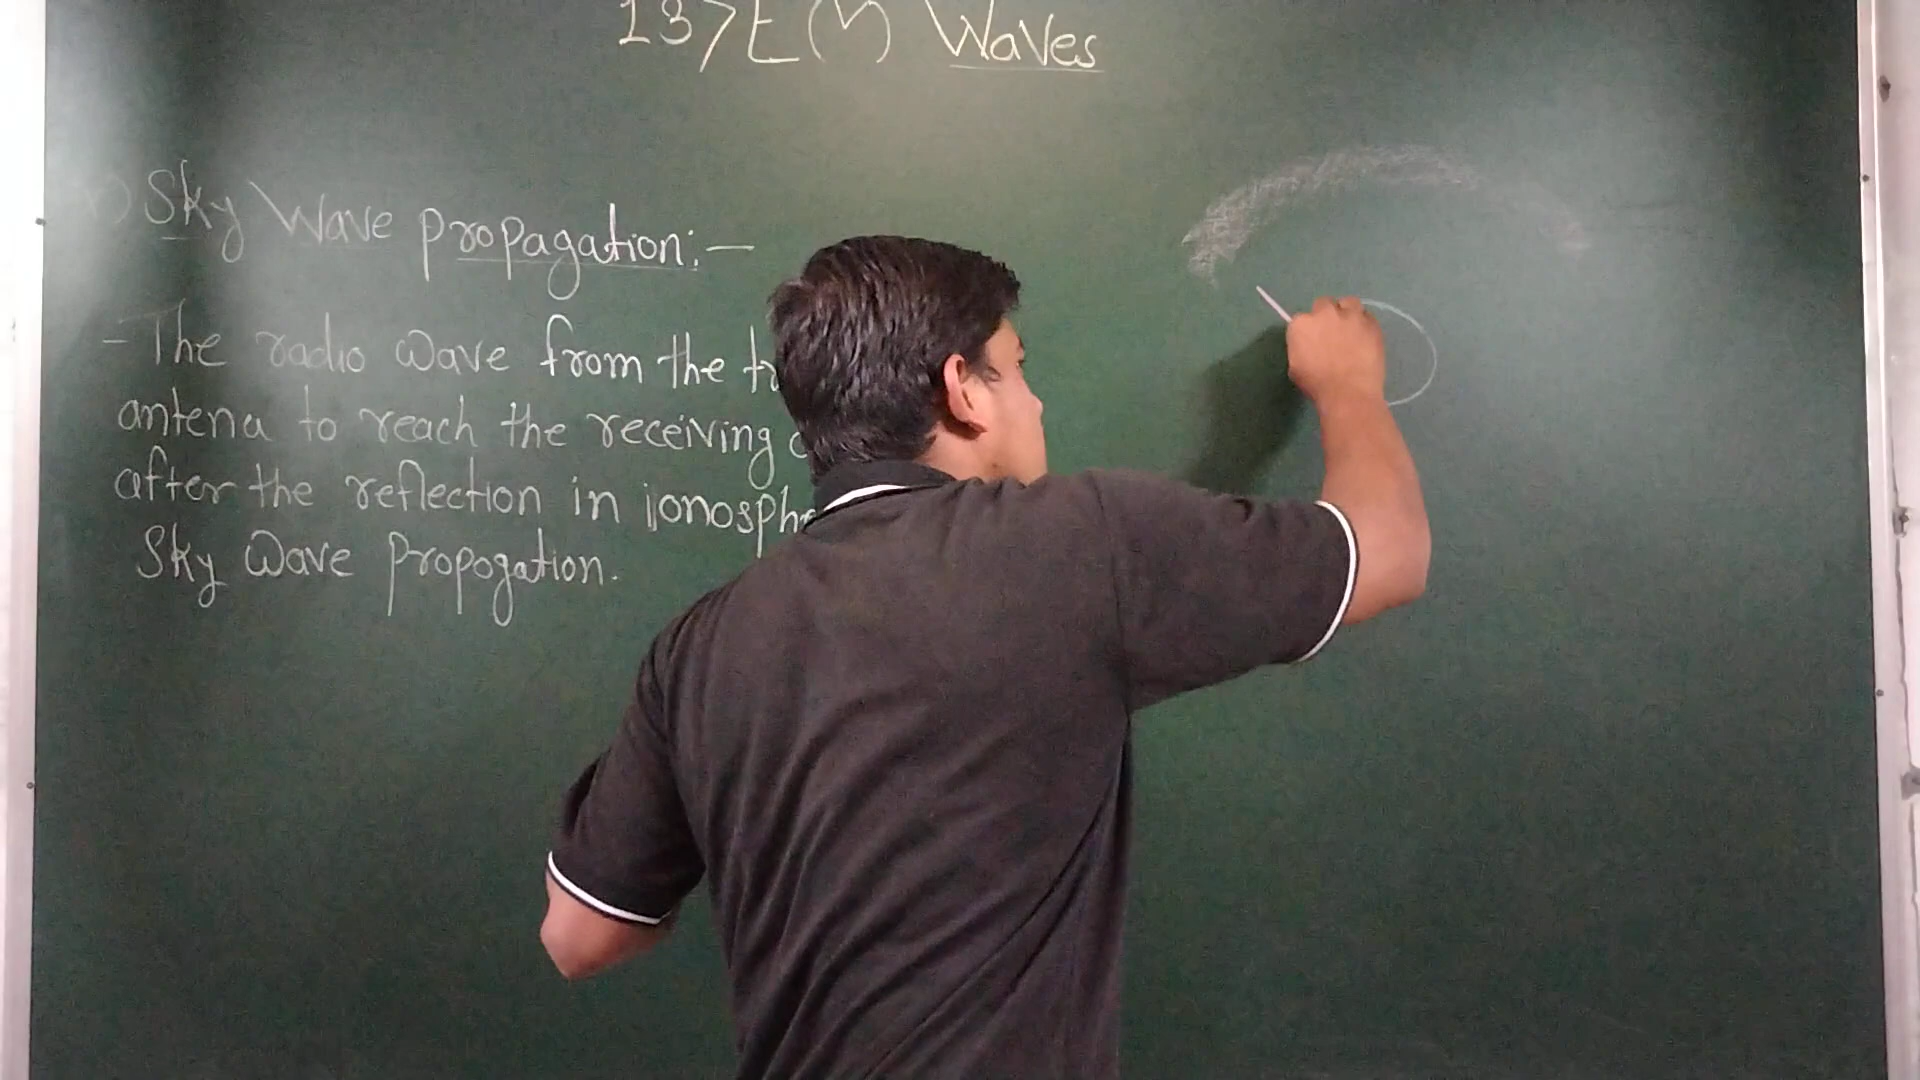 13> E(M) Waves
Sky Wave propagation:-
- The radio wave from the
antena to reach the receiving
after the reflection in
Sky Wave Propogation.